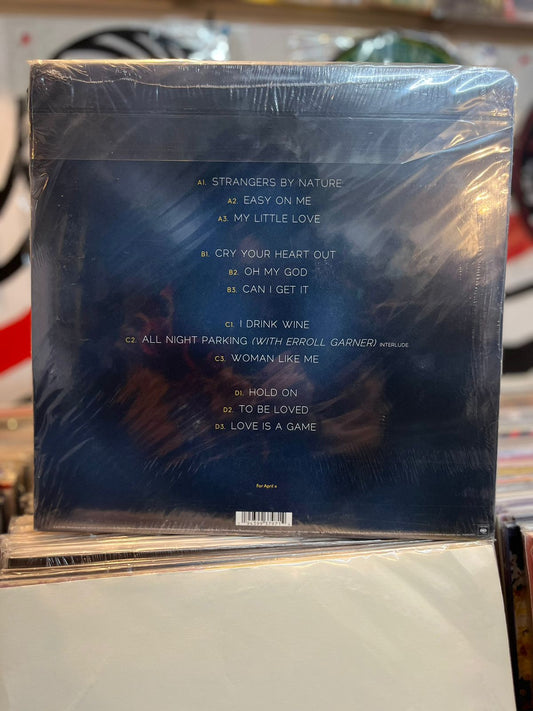 A1. STRANGERS BY NATURE
A2. EASY ON ME
A3. MY LITTLE LOVE
B1. CRY YOUR HEART OUT
B2. OH MY GOD
B3. CAN I GET IT
C1. I DRINK WINE
C2. ALL NIGHT PARKING (WITH ERROLL GARNER) INTERLUDE
C3. WOMAN LIKE ME
D1. HOLD ON
D2. TO BE LOVED
D3. LOVE IS A GAME
For April x